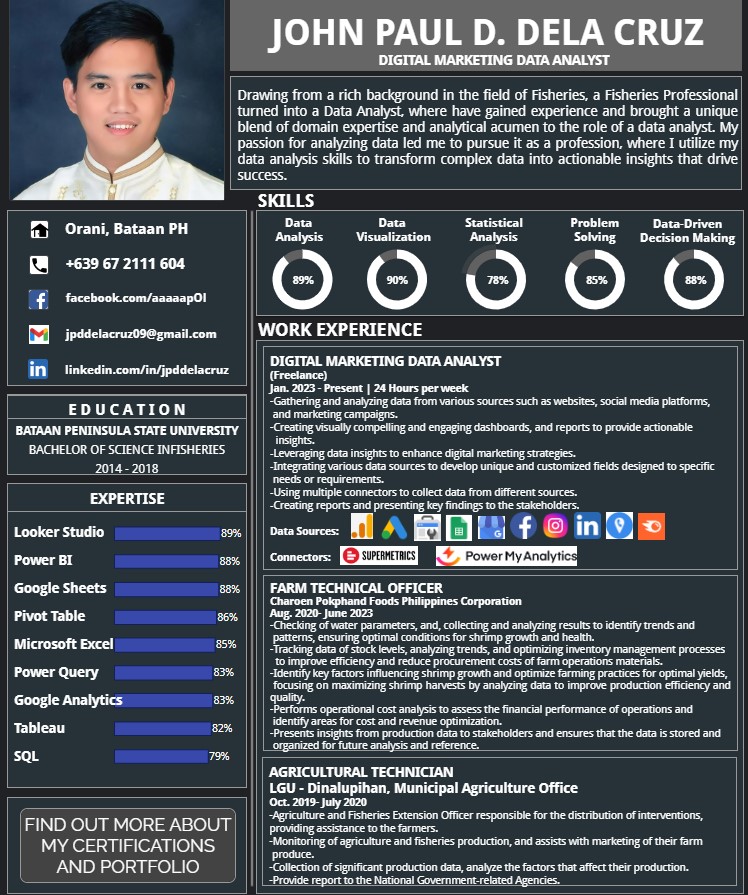 JOHN PAUL D. DELA CRUZ
DIGITAL MARKETING DATA ANALYST
Drawing from a rich background in the field of Fisheries, a Fisheries Professional
turned into a Data Analyst, where have gained experience and brought a unique
blend of domain expertise and analytical acumen to the role of a data analyst. My
passion for analyzing data led me to pursue it as a profession, where I utilize my
data analysis skills to transform complex data into actionable insights that drive
success.
Orani, Bataan PH
+639 67 2111 604
facebook.com/aaaaapOl
jpddelacruz09@gmail.com
linkedin.com/in/jpddelacruz
EDUCATION
BATAAN PENINSULA STATE UNIVERSITY
BACHELOR OF SCIENCE INFISHERIES
2014 - 2018
EXPERTISE
Looker Studio 89%
Power BI 88%
Google Sheets 88%
Pivot Table 86%
Microsoft Excel 85%
Power Query 83%
Google Analytics 83%
Tableau 82%
SQL 79%
FIND OUT MORE ABOUT
MY CERTIFICATIONS
AND PORTFOLIO
SKILLS
Data
Analysis
89%
Data
Visualization
90%
Statistical
Analysis
78%
Problem
Solving
85%
Data-Driven
Decision Making
88%
WORK EXPERIENCE
DIGITAL MARKETING DATA ANALYST
(Freelance)
Jan. 2023 - Present | 24 Hours per week
-Gathering and analyzing data from various sources such as websites, social media platforms,
and marketing campaigns.
-Creating visually compelling and engaging dashboards, and reports to provide actionable
insights.
-Leveraging data insights to enhance digital marketing strategies.
-Integrating various data sources to develop unique and customized fields designed to specific
needs or requirements.
-Using multiple connectors to collect data from different sources.
-Creating reports and presenting key findings to the stakeholders.
Data Sources:
Connectors: SUPERMETRICS Power My Analytics
FARM TECHNICAL OFFICER
Charoen Pokphand Foods Philippines Corporation
Aug. 2020- June 2023
-Checking of water parameters, and, collecting and analyzing results to identify trends and
patterns, ensuring optimal conditions for shrimp growth and health.
-Tracking data of stock levels, analyzing trends, and optimizing inventory management processes
to improve efficiency and reduce procurement costs of farm operations materials.
-Identify key factors influencing shrimp growth and optimize farming practices for optimal yields,
focusing on maximizing shrimp harvests by analyzing data to improve production efficiency and
quality.
-Performs operational cost analysis to assess the financial performance of operations and
identify areas for cost and revenue optimization.
-Presents insights from production data to stakeholders and ensures that the data is stored and
organized for future analysis and reference.
AGRICULTURAL TECHNICIAN
LGU - Dinalupihan, Municipal Agriculture Office
Oct. 2019- July 2020
-Agriculture and Fisheries Extension Officer responsible for the distribution of interventions,
providing assistance to the farmers.
-Monitoring of agriculture and fisheries production, and assists with marketing of their farm
produce.
-Collection of significant production data, analyze the factors that affect their production.
-Provide report to the National Government-related Agencies.